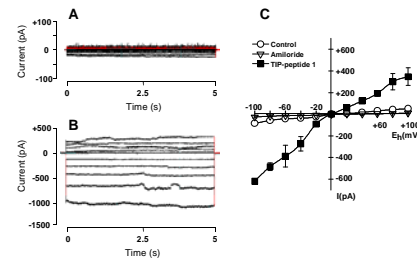 A
Current (pA)
+100
0
-100
0
2.5
5
Time (s)
B
Current (pA)
+500
0
-500
-1000
-1500
0
2.5
5
Time (s)
C
Control
Amiloride
TIP-peptide 1
+600
+400
+200
-100
-60
-20
+60
+100
Eh(mV)
-200
-400
-600
I(pA)